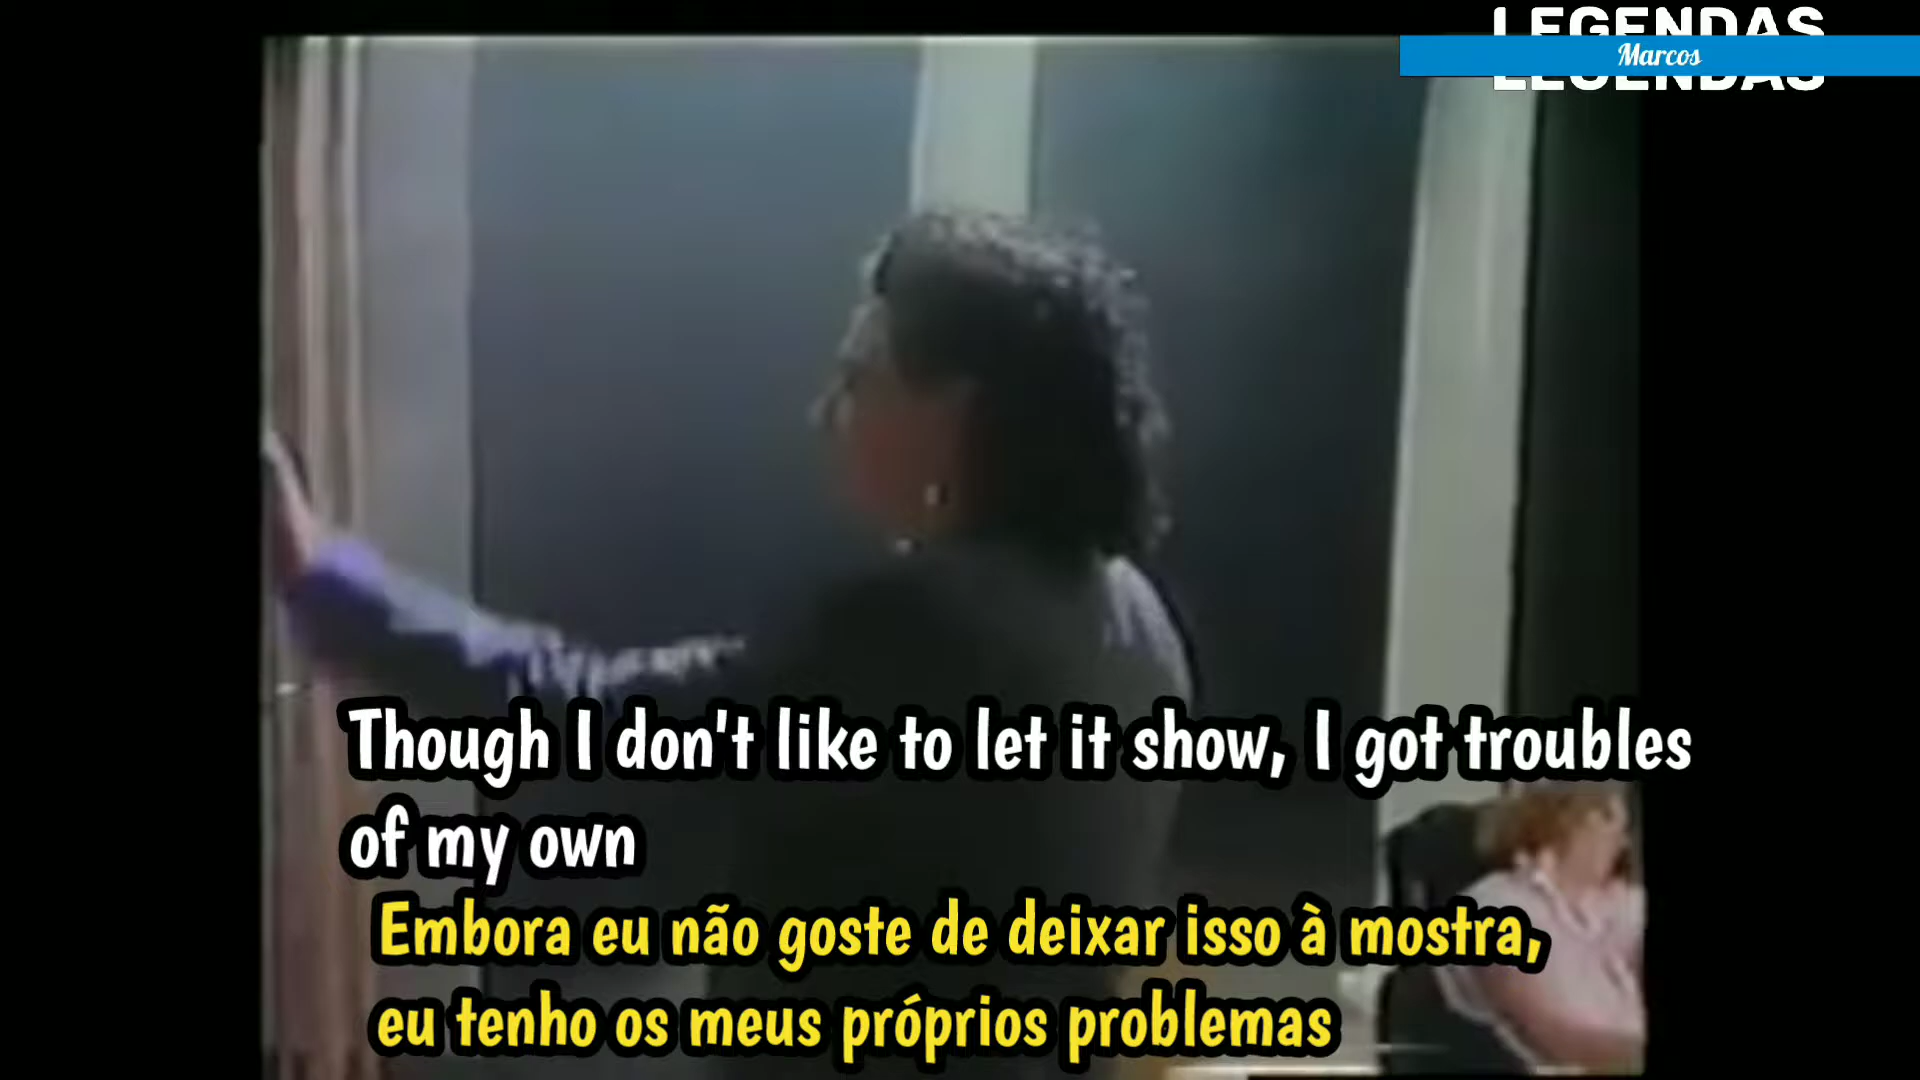 LEGENDAS
Marcos
LEGENDAS
Though I don't like to let it show, I got troubles
of my own
Embora eu não goste de deixar isso à mostra,
eu tenho os meus próprios problemas